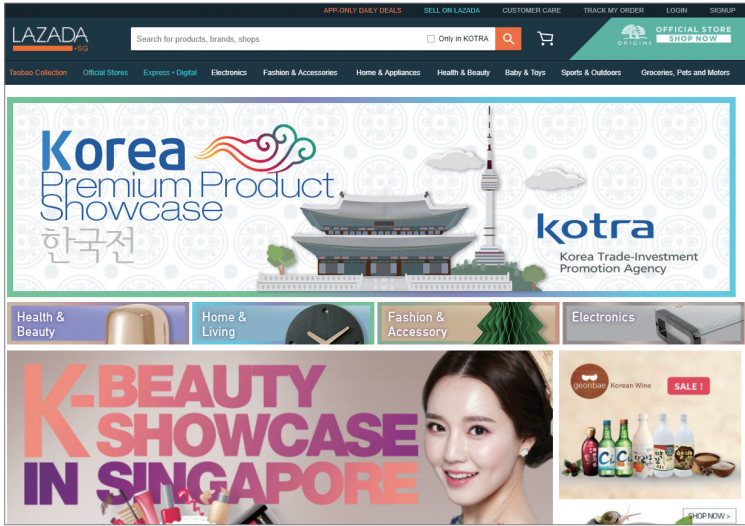 APP-ONLY DAILY DEALS SELL ON LAZADA CUSTOMER CARE TRACK MY ORDER LOGIN SIGNUP
LAZADA
.SG
Search for products, brands, shops
Only in KOTRA
ORIGINS
OFFICIAL STORE
SHOP NOW
Taobao Collection Official Stores Express + Digital Electronics Fashion & Accessories Home & Appliances Health & Beauty Baby & Toys Sports & Outdoors Groceries, Pets and Motors
Korea
Premium Product
Showcase
한국전
kotra
Korea Trade-Investment
Promotion Agency
Health &
Beauty
Home &
Living
Fashion &
Accessory
Electronics
K-BEAUTY
SHOWCASE
IN SINGAPORE
geonbae Korean Wine
SALE !
SHOP NOW >